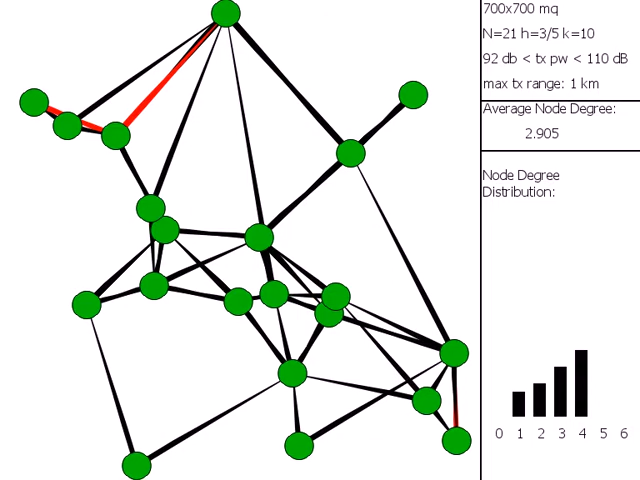 700x700 mq
N=21 h=3/5 k=10
92 db < tx pw < 110 dB
max tx range: 1 km
Average Node Degree:
2.905
Node Degree
Distribution:
0 1 2 3 4 5 6